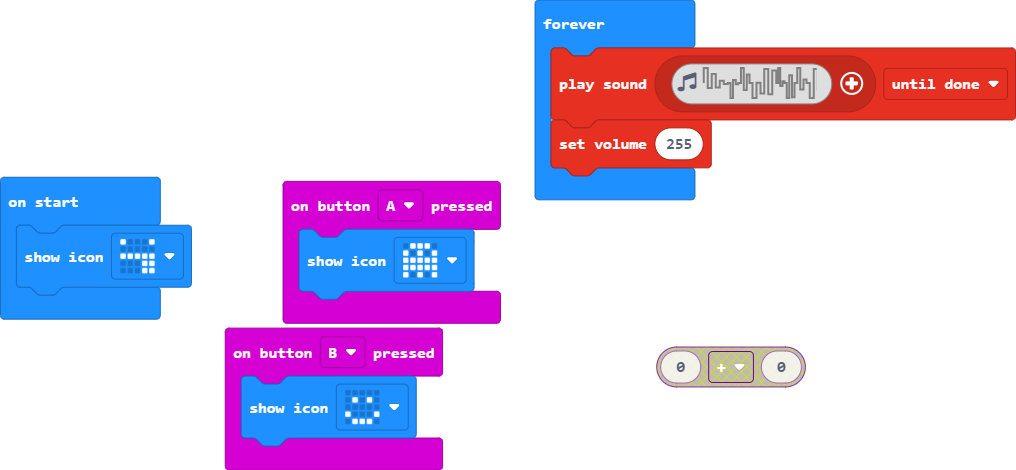 forever
play sound until done
set volume 255
on start
show icon
on button A pressed
show icon
on button B pressed
show icon
0 + 0